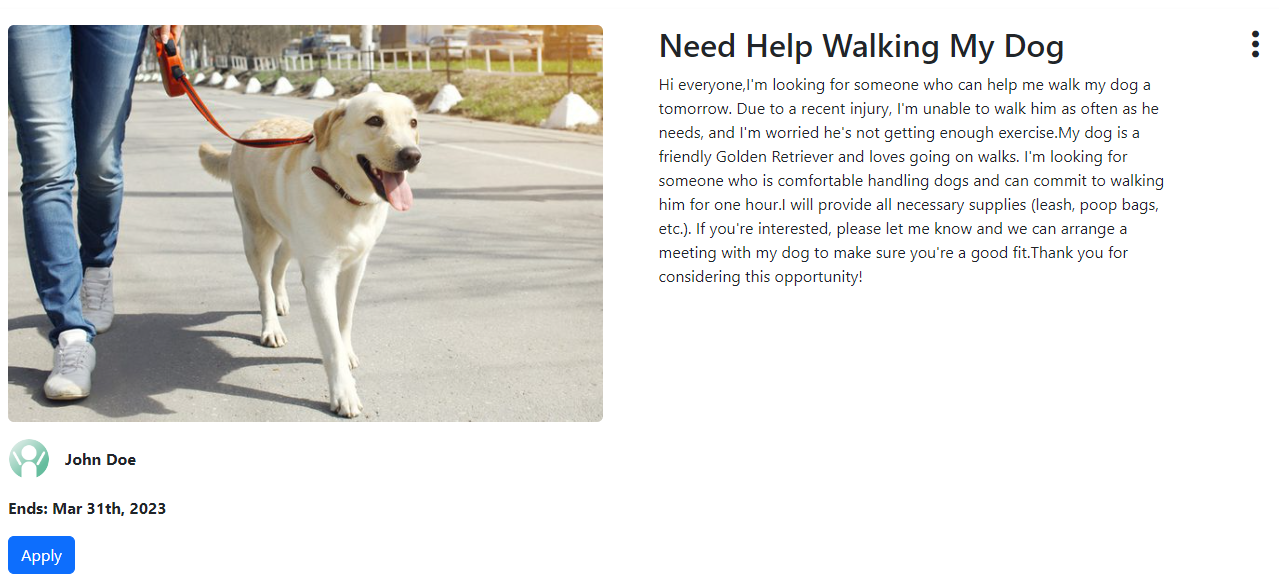 Need Help Walking My Dog
Hi everyone,I'm looking for someone who can help me walk my dog a
tomorrow. Due to a recent injury, I'm unable to walk him as often as he
needs, and I'm worried he's not getting enough exercise.My dog is a
friendly Golden Retriever and loves going on walks. I'm looking for
someone who is comfortable handling dogs and can commit to walking
him for one hour.I will provide all necessary supplies (leash, poop bags,
etc.). If you're interested, please let me know and we can arrange a
meeting with my dog to make sure you're a good fit.Thank you for
considering this opportunity!
John Doe
Ends: Mar 31th, 2023
Apply